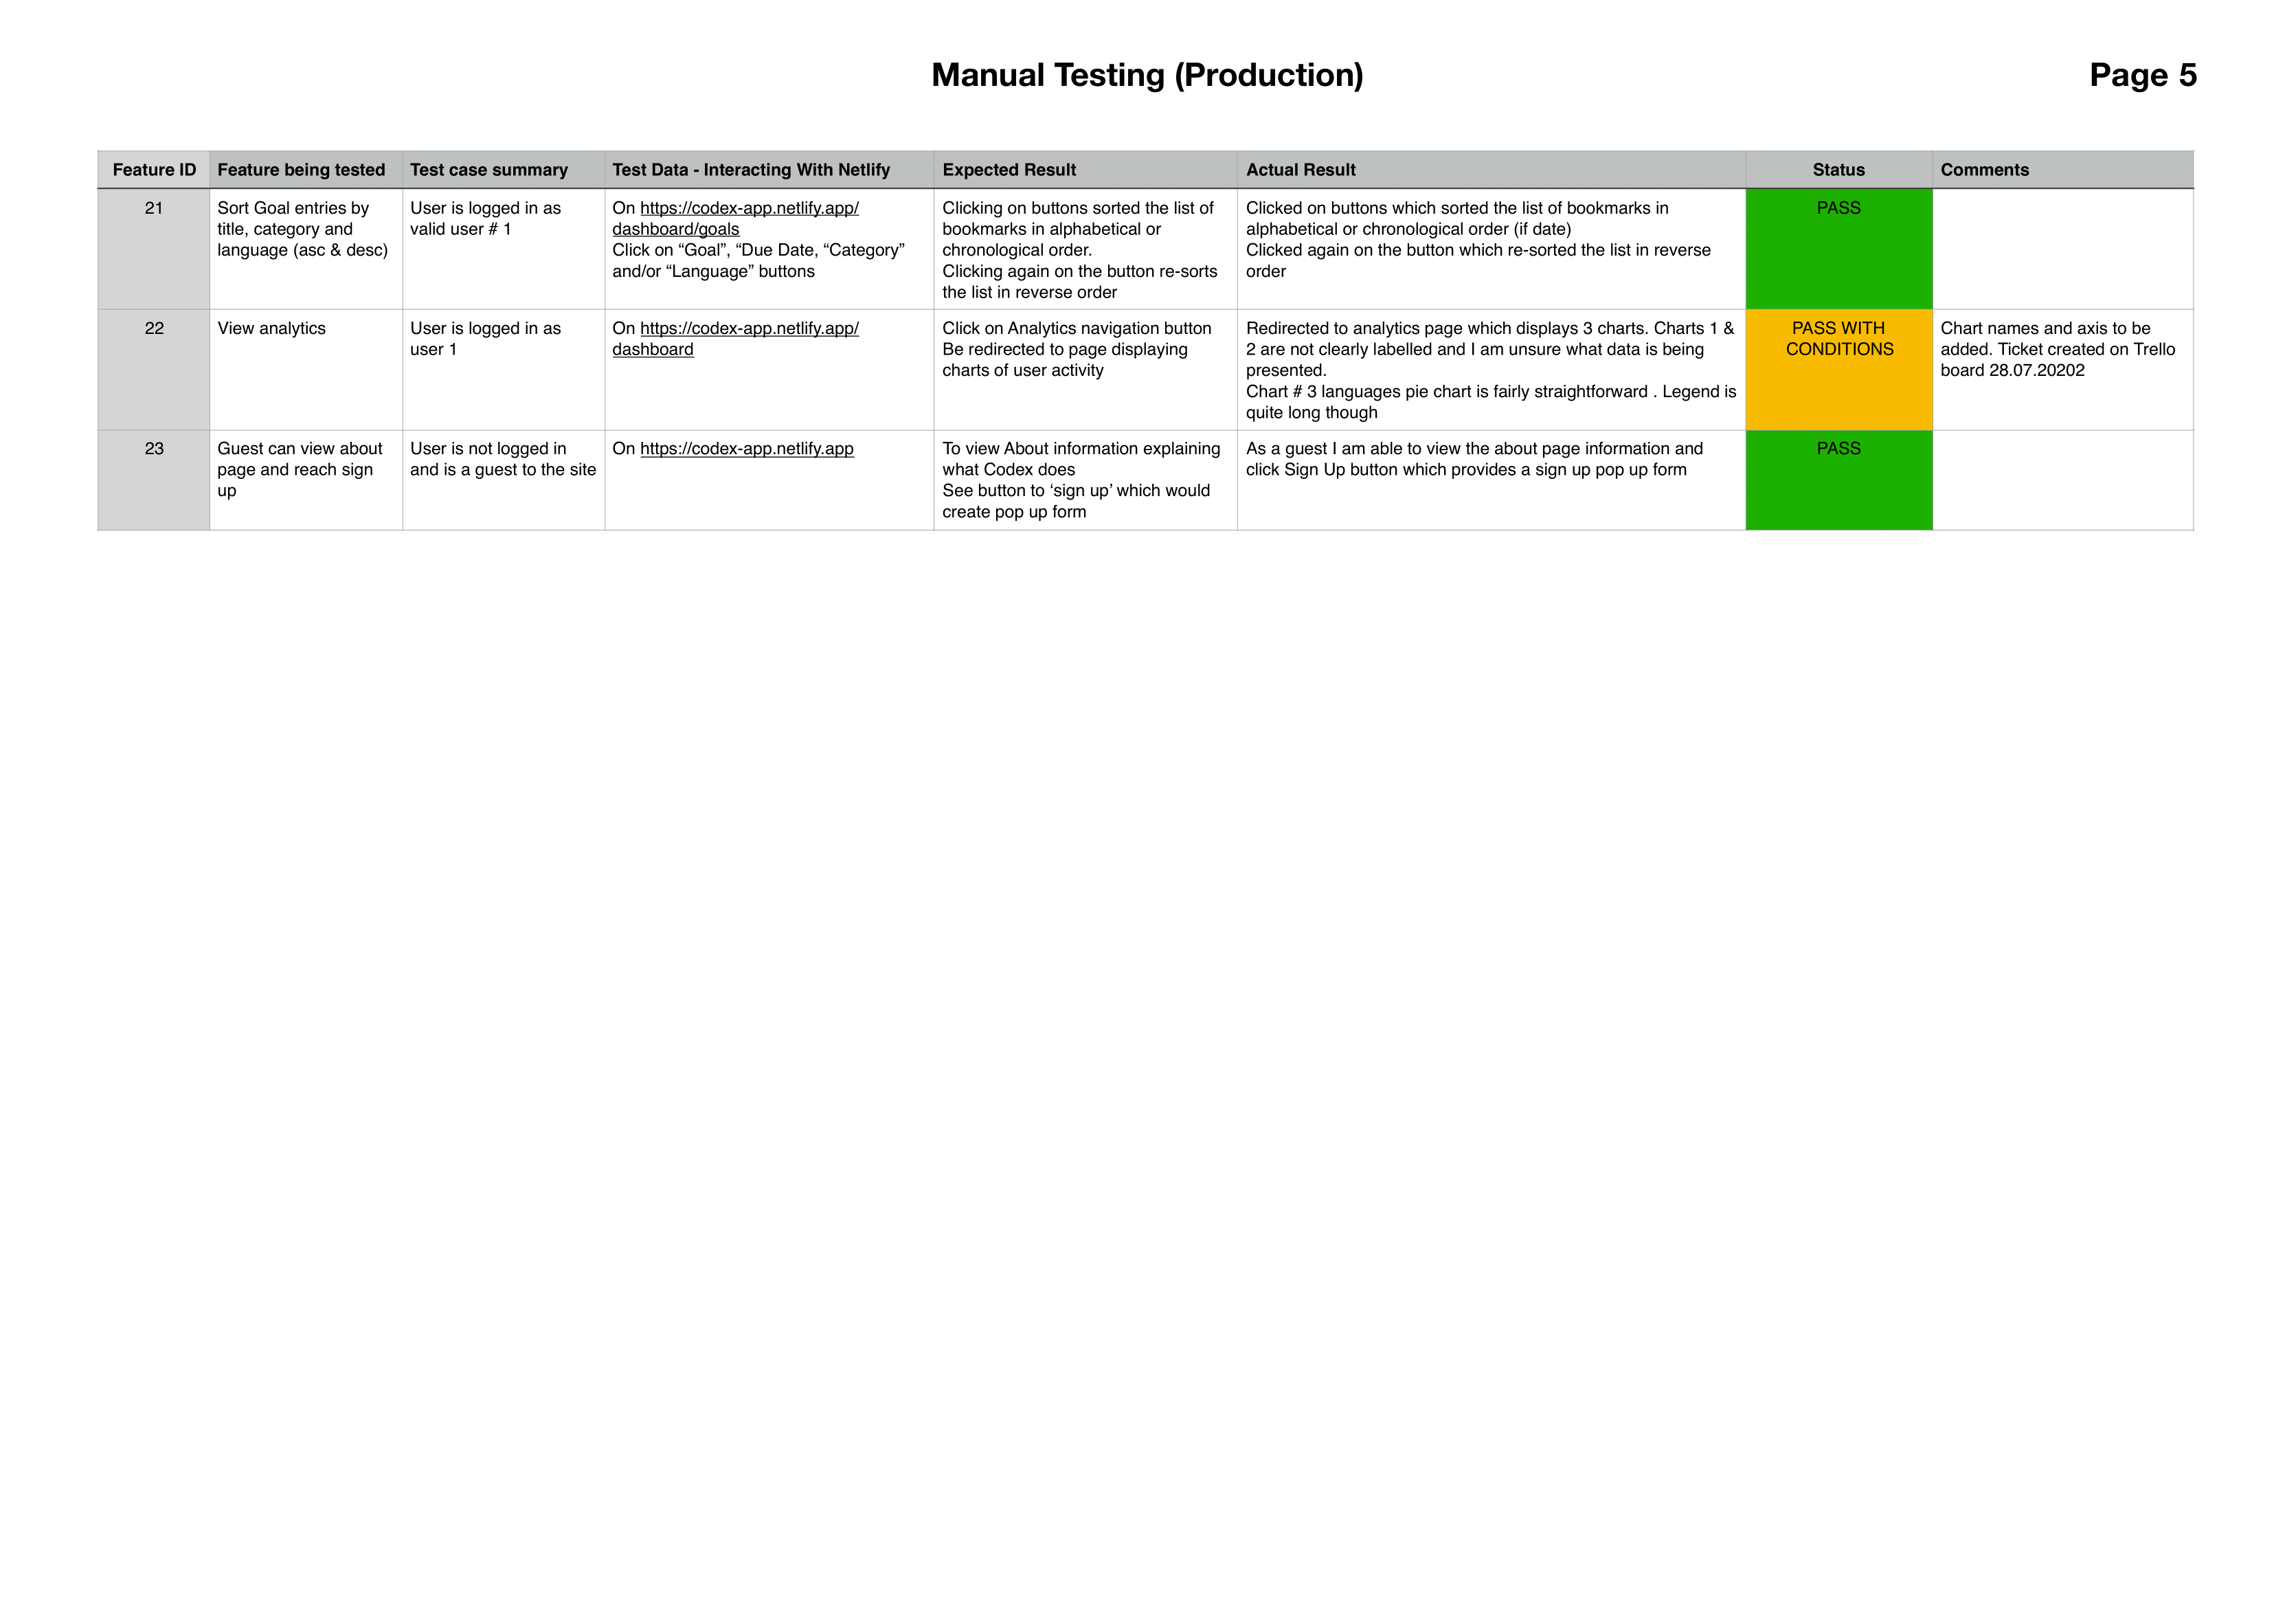 Manual Testing (Production)
Page 5
Feature ID
Feature being tested
Test case summary
Test Data - Interacting With Netlify
Expected Result
Actual Result
Status
Comments
21
Sort Goal entries by
title, category and
language (asc & desc)
User is logged in as
valid user # 1
On https://codex-app.netlify.app/
dashboard/goals
Click on “Goal”, “Due Date, “Category”
and/or “Language” buttons
Clicking on buttons sorted the list of
bookmarks in alphabetical or
chronological order.
Clicking again on the button re-sorts
the list in reverse order
Clicked on buttons which sorted the list of bookmarks in
alphabetical or chronological order (if date)
Clicked again on the button which re-sorted the list in reverse
order
PASS
22
View analytics
User is logged in as
user 1
On https://codex-app.netlify.app/
dashboard
Click on Analytics navigation button
Be redirected to page displaying
charts of user activity
Redirected to analytics page which displays 3 charts. Charts 1 &
2 are not clearly labelled and I am unsure what data is being
presented.
Chart # 3 languages pie chart is fairly straightforward . Legend is
quite long though
PASS WITH
CONDITIONS
Chart names and axis to be
added. Ticket created on Trello
board 28.07.20202
23
Guest can view about
page and reach sign
up
User is not logged in
and is a guest to the site
On https://codex-app.netlify.app
To view About information explaining
what Codex does
See button to ‘sign up’ which would
create pop up form
As a guest I am able to view the about page information and
click Sign Up button which provides a sign up pop up form
PASS